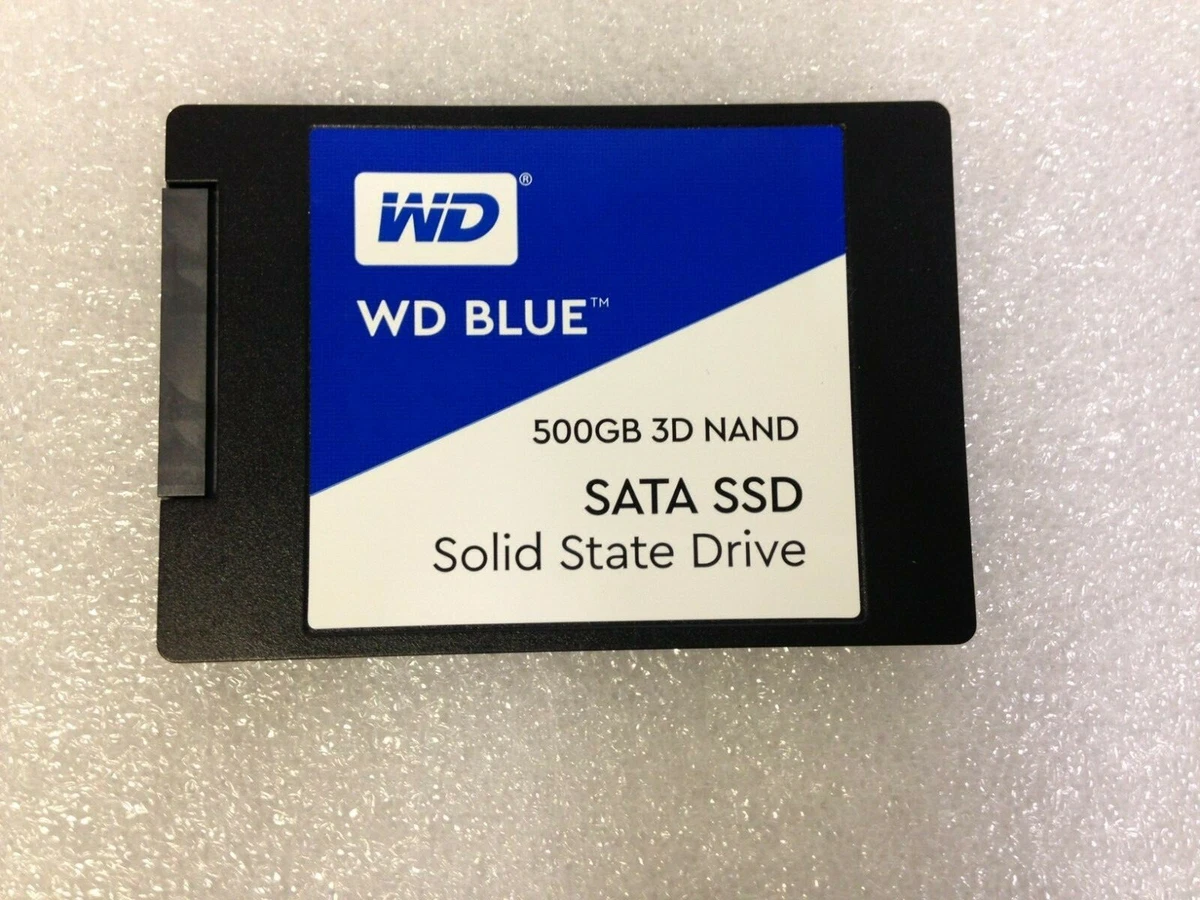 WD®
WD BLUE™
500GB 3D NAND
SATA SSD
Solid State Drive